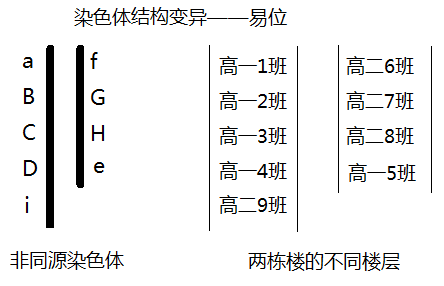 染色体结构变异——易位
a
B
C
D
i
f
G
H
e
高一1班
高一2班
高一3班
高一4班
高二9班
高二6班
高二7班
高二8班
高一5班
非同源染色体
两栋楼的不同楼层